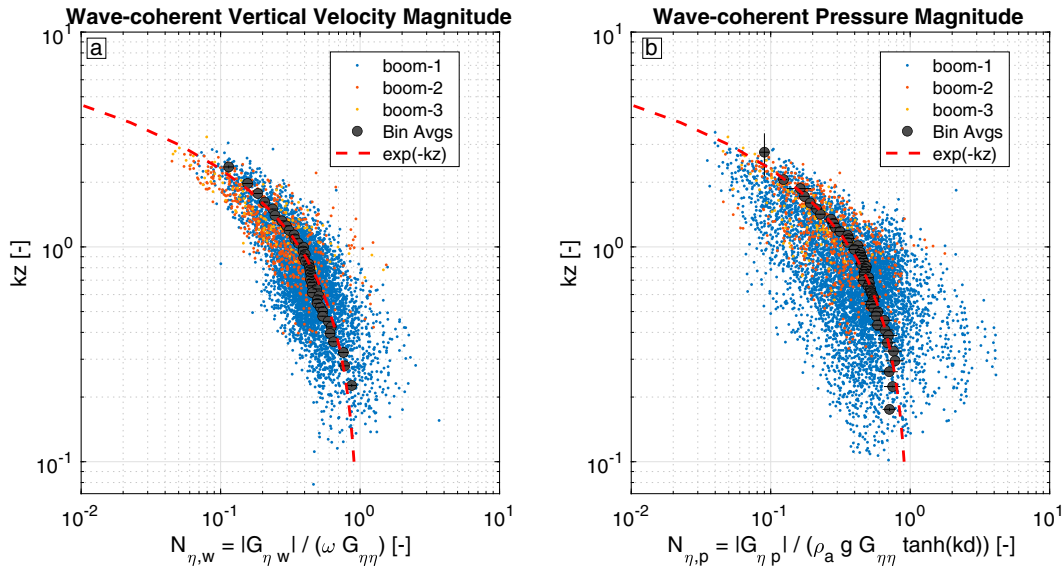 Wave-coherent Vertical Velocity Magnitude
a
boom-1
boom-2
boom-3
Bin Avgs
exp(-kz)
10^1
10^0
10^-1
kz [-]
10^-2
10^-1
10^0
10^1
N_η,w = |G_η w| / (ω G_ηη) [-]
Wave-coherent Pressure Magnitude
b
boom-1
boom-2
boom-3
Bin Avgs
exp(-kz)
10^1
10^0
10^-1
kz [-]
10^-2
10^-1
10^0
10^1
N_η,p = |G_η p| / (ρ_a g G_ηη tanh(kd)) [-]